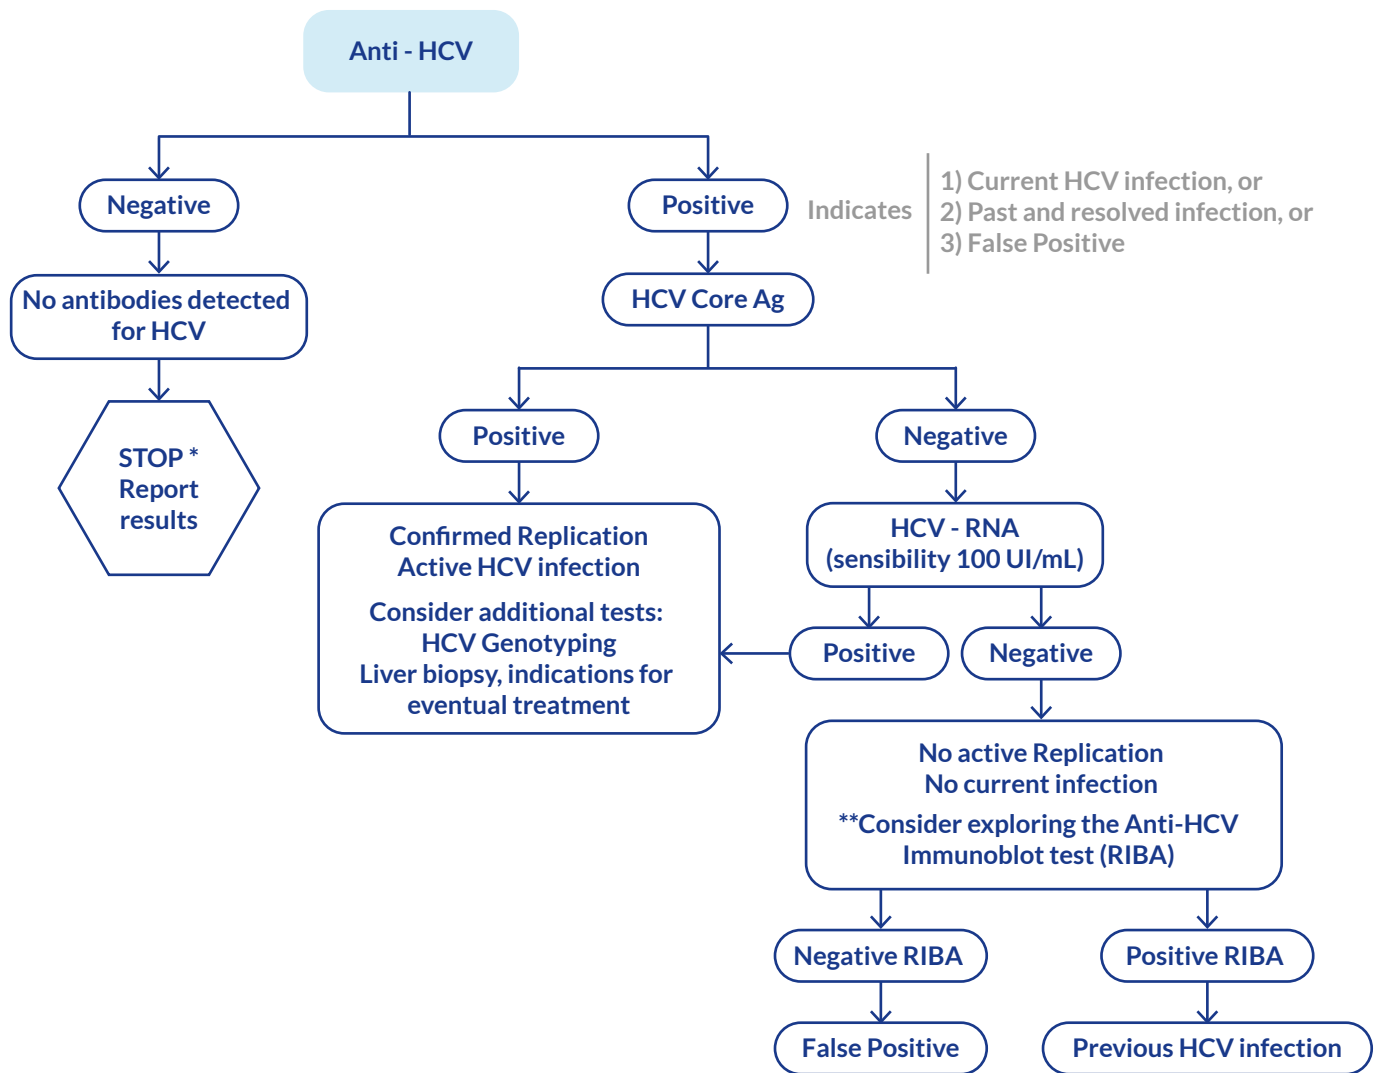 Anti - HCV
Negative
Positive
Indicates
1) Current HCV infection, or
2) Past and resolved infection, or
3) False Positive
No antibodies detected
for HCV
HCV Core Ag
STOP *
Report
results
Positive
Negative
Confirmed Replication
Active HCV infection
Consider additional tests:
HCV Genotyping
Liver biopsy, indications for
eventual treatment
HCV - RNA
(sensibility 100 UI/mL)
Positive
Negative
No active Replication
No current infection
**Consider exploring the Anti-HCV
Immunoblot test (RIBA)
Negative RIBA
Positive RIBA
False Positive
Previous HCV infection